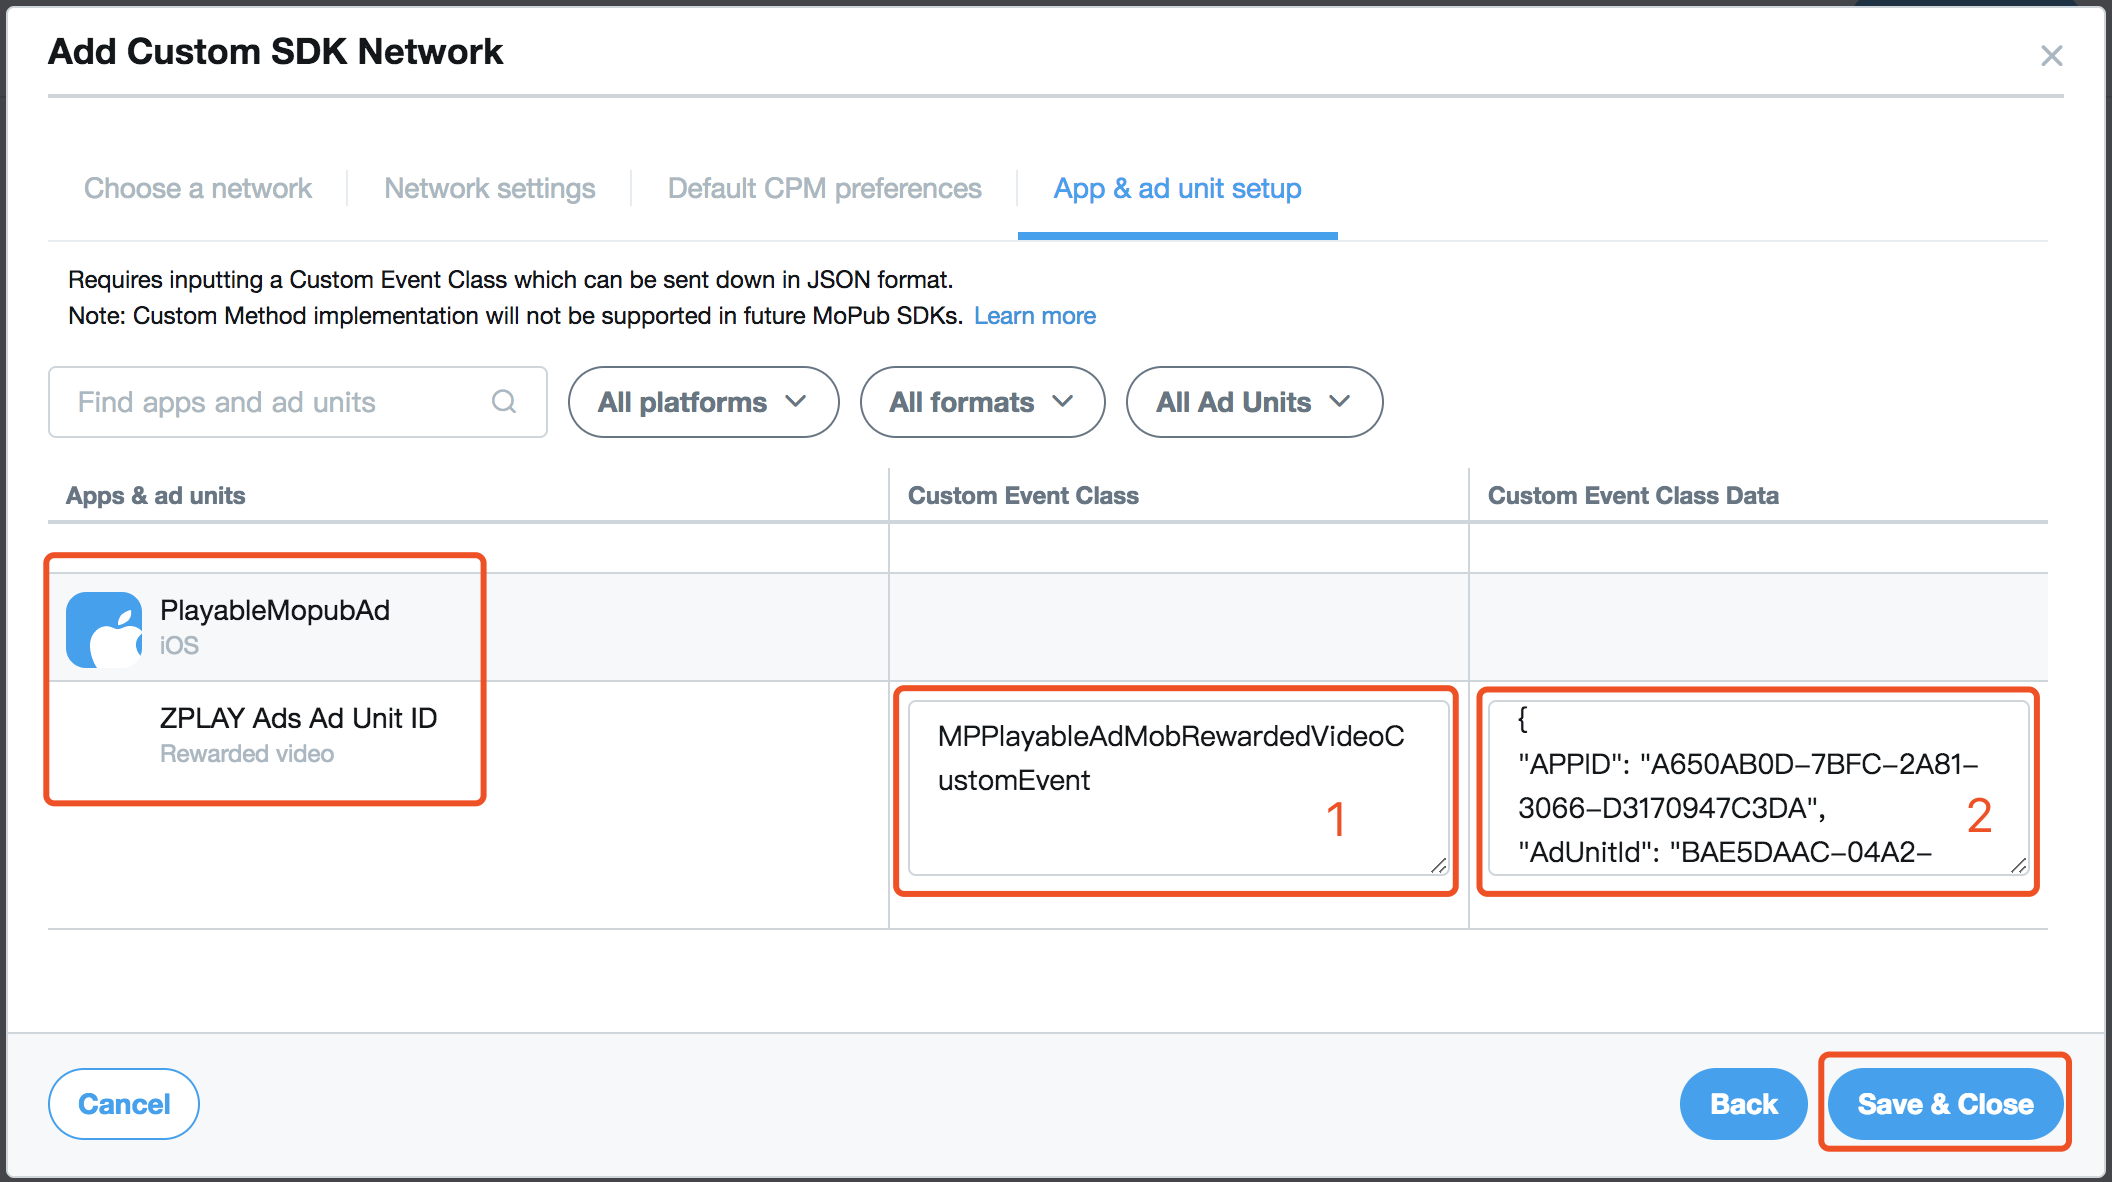 Add Custom SDK Network
Choose a network
Network settings
Default CPM preferences
App & ad unit setup
Requires inputting a Custom Event Class which can be sent down in JSON format.
Note: Custom Method implementation will not be supported in future MoPub SDKs. Learn more
Find apps and ad units
All platforms
All formats
All Ad Units
Apps & ad units
Custom Event Class
Custom Event Class Data
PlayableMopubAd
iOS
ZPLAY Ads Ad Unit ID
Rewarded video
MPPlayableAdMobRewardedVideoC
ustomEvent
1
{
"APPID": "A650AB0D-7BFC-2A81-
3066-D3170947C3DA",
"AdUnitId": "BAE5DAAC-04A2-
2
Cancel
Back
Save & Close